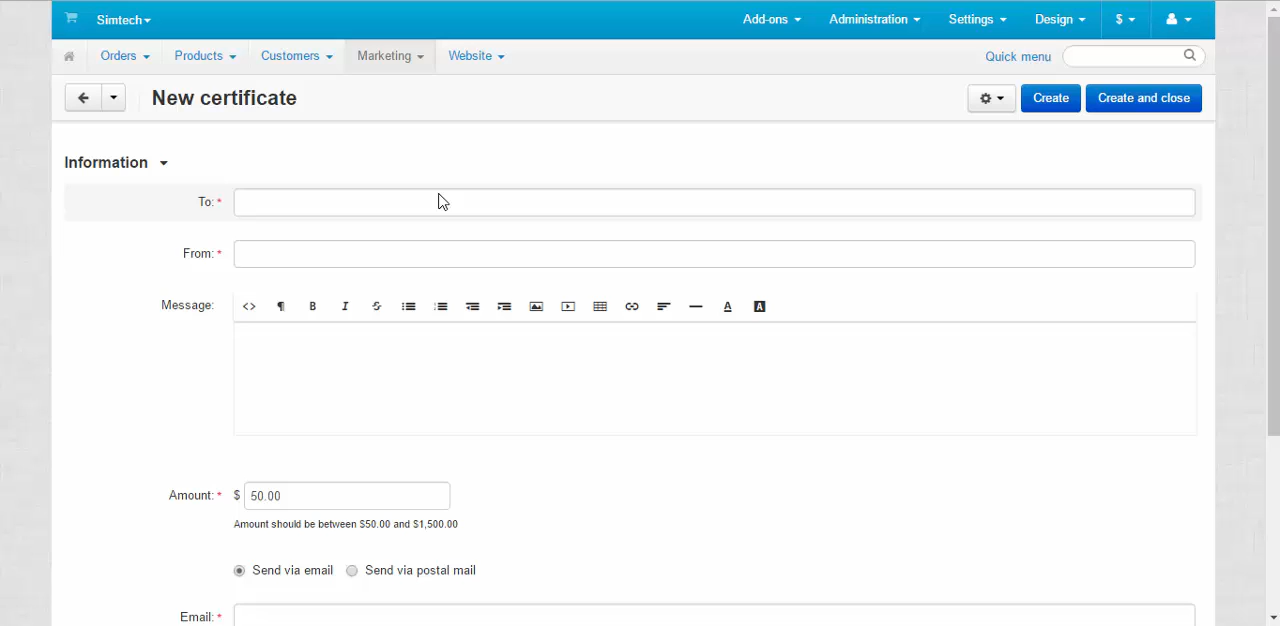 Simtech Add-ons Administration Settings Design $
Orders Products Customers Marketing Website Quick menu
New certificate Create Create and close
Information
To: *
From: *
Message: <> ¶ B I S A A
Amount: * $ 50.00
Amount should be between $50.00 and $1,500.00
Send via email Send via postal mail
Email: *